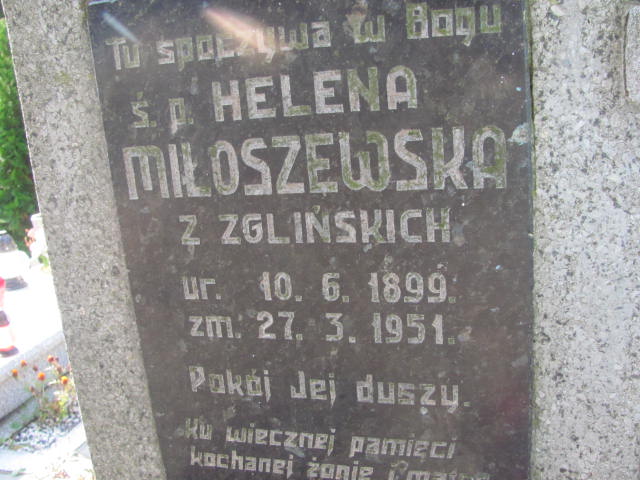 Tu spoczywa w Bogu
ś. p. HELENA
MIŁOSZEWSKA
Z ZGLIŃSKICH
ur. 10. 6. 1899.
zm. 27. 3. 1951.
Pokój Jej duszy.
Ku wiecznej pamięci
kochanej żonie i